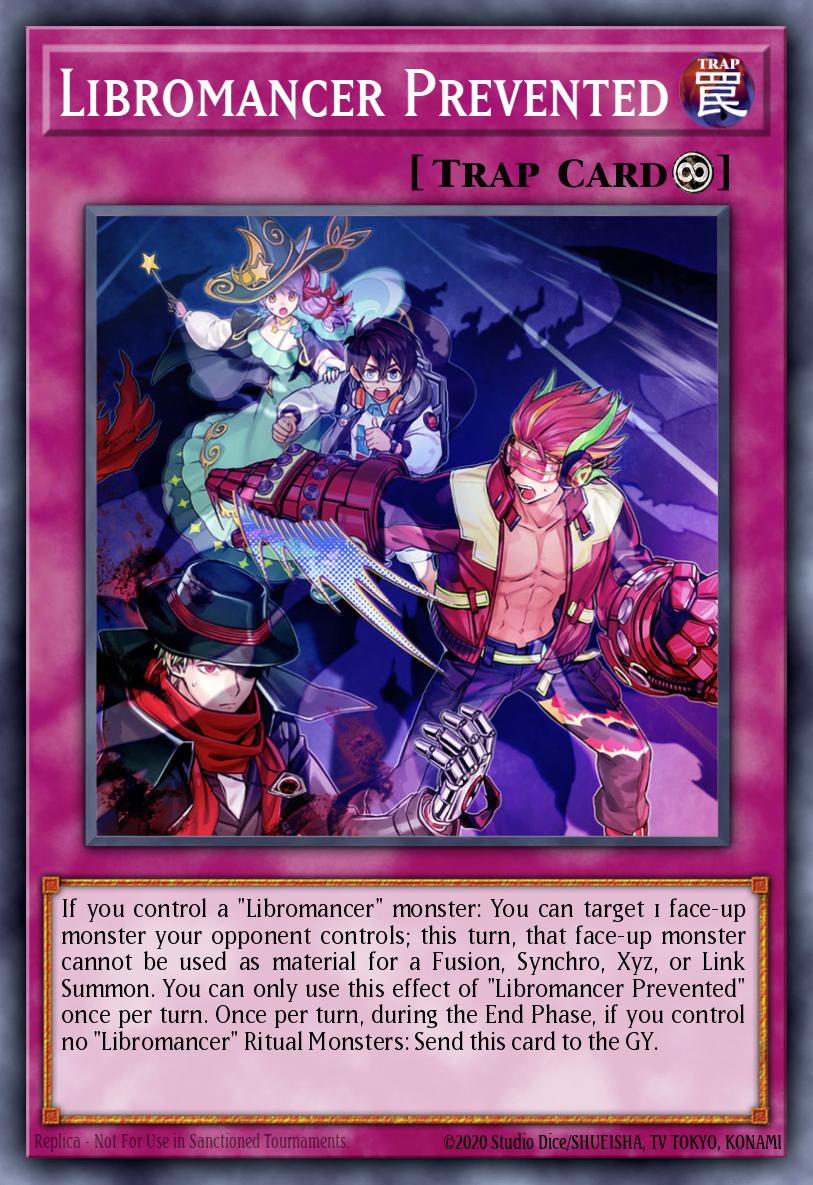 Libromancer Prevented
TRAP
罠
[Trap Card]
If you control a "Libromancer" monster: You can target 1 face-up
monster your opponent controls; this turn, that face-up monster
cannot be used as material for a Fusion, Synchro, Xyz, or Link
Summon. You can only use this effect of "Libromancer Prevented"
once per turn. Once per turn, during the End Phase, if you control
no "Libromancer" Ritual Monsters: Send this card to the GY.
Replica - Not For Use in Sanctioned Tournaments.
©2020 Studio Dice/SHUEISHA, TV TOKYO, KONAMI